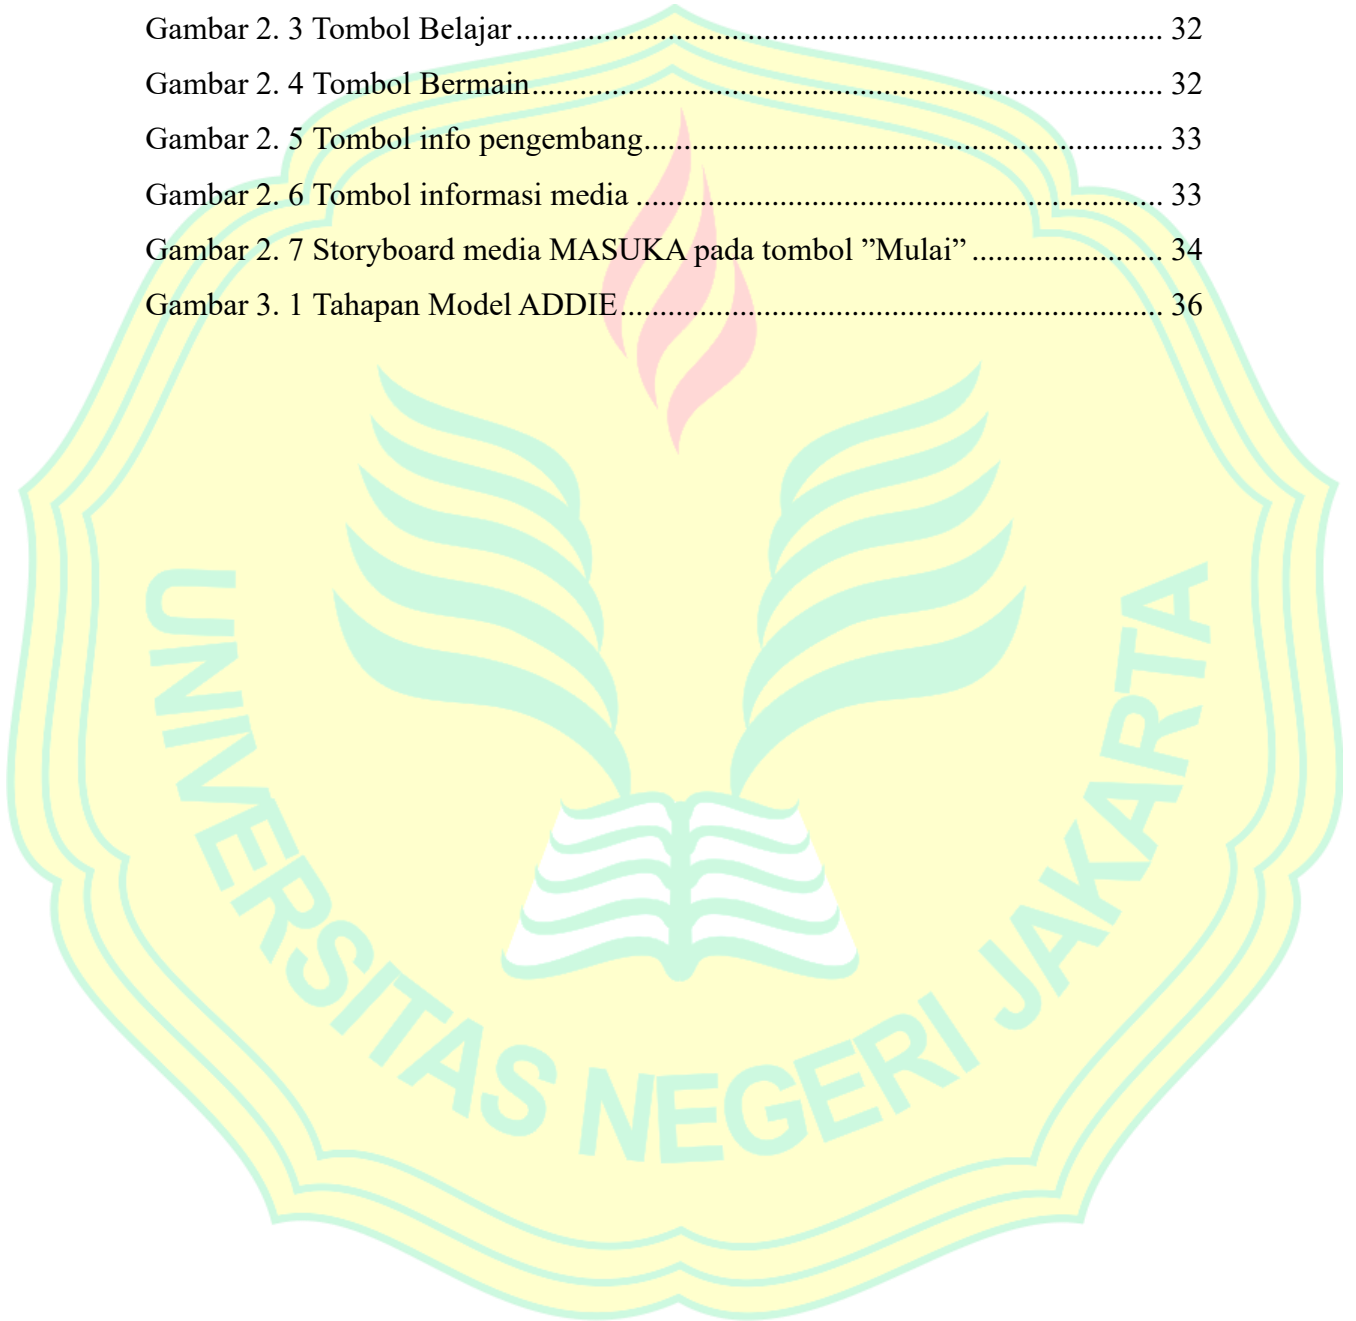 Gambar 2. 3 Tombol Belajar ................................................................................. 32
Gambar 2. 4 Tombol Bermain............................................................................... 32
Gambar 2. 5 Tombol info pengembang................................................................. 33
Gambar 2. 6 Tombol informasi media .................................................................. 33
Gambar 2. 7 Storyboard media MASUKA pada tombol ”Mulai” ........................ 34
Gambar 3. 1 Tahapan Model ADDIE.................................................................... 36
UNIVERSITAS NEGERI JAKARTA